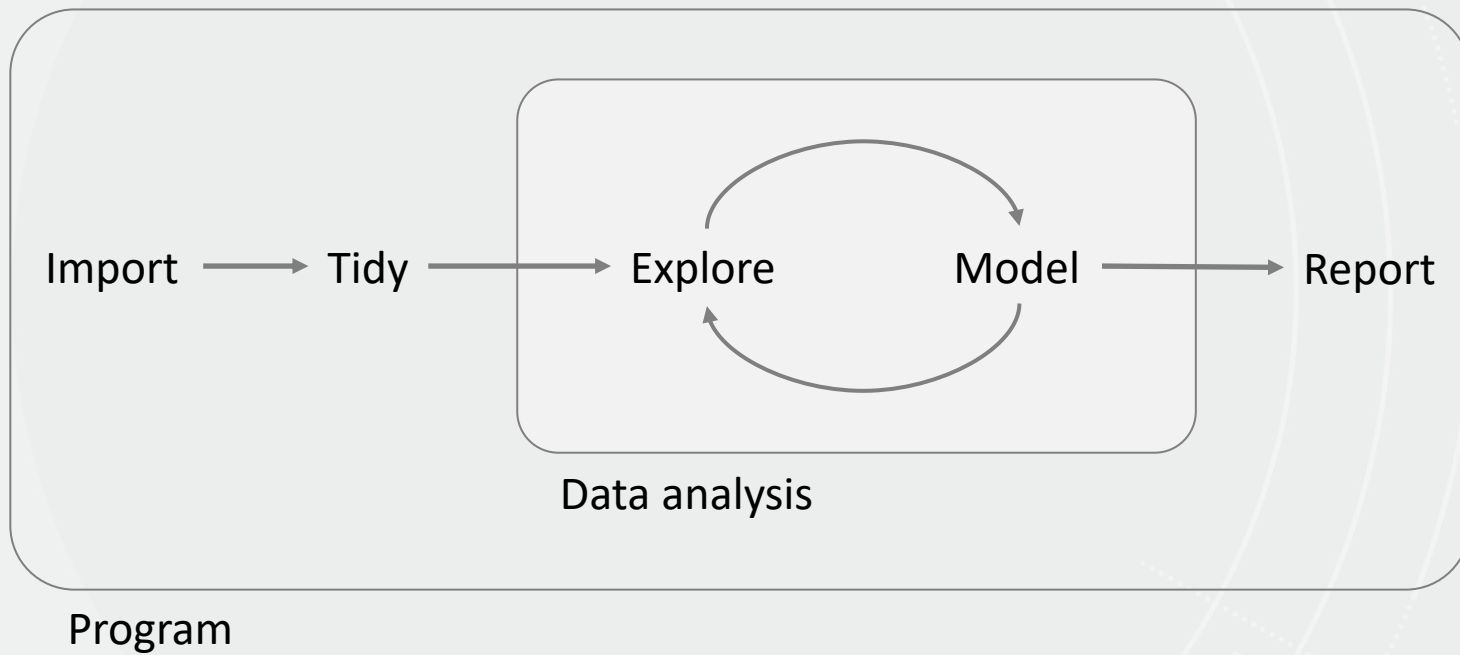 Import
Tidy
Explore
Model
Report
Data analysis
Program